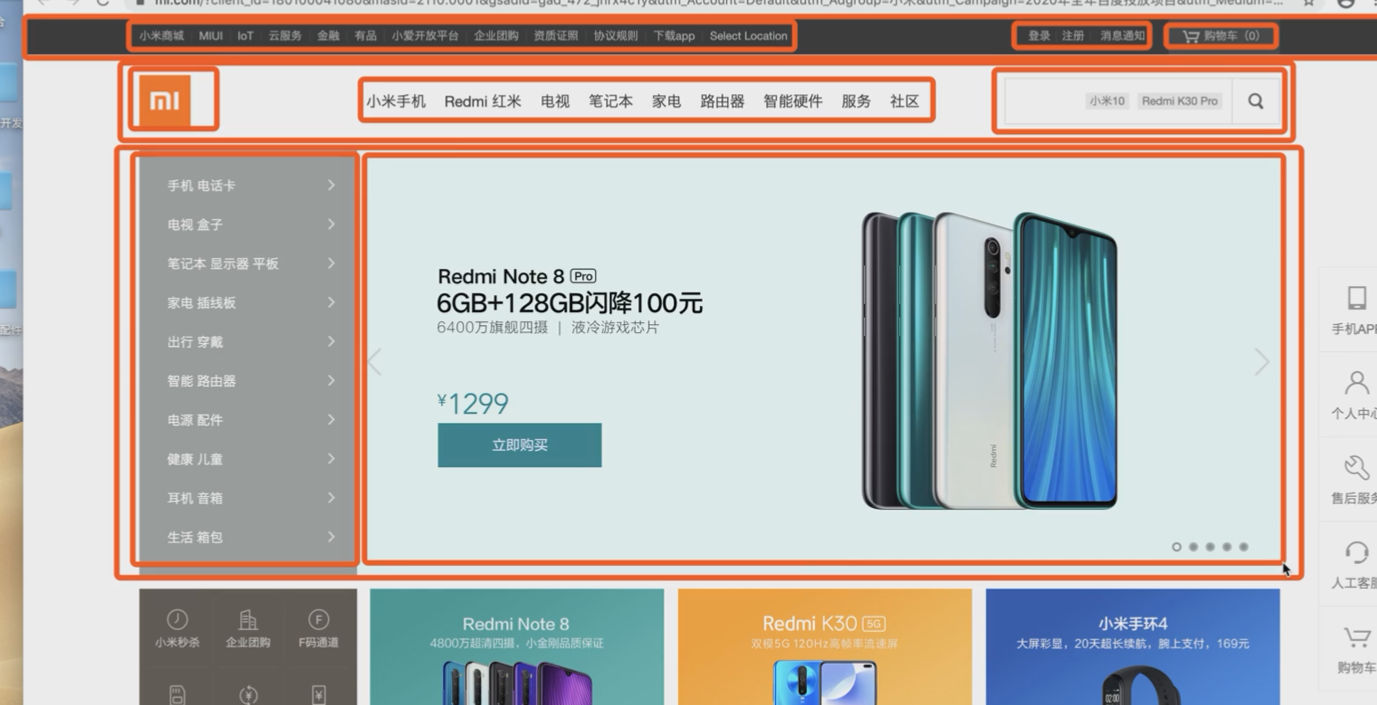 mi.com/?client_id=180100041080&masid=2110.0001&gsadid=gad_472_jhrx4c1y&utm_Account=Default&utm_Adgroup=小米&utm_Campaign=2020年全年百度投放项目&utm_Medium=...
小米商城 MIUI IoT 云服务 金融 有品 小爱开放平台 企业团购 资质证照 协议规则 下载app Select Location 登录 注册 消息通知 购物车（0）
小米手机 Redmi 红米 电视 笔记本 家电 路由器 智能硬件 服务 社区 小米10 Redmi K30 Pro
开发
手机 电话卡
电视 盒子
笔记本 显示器 平板
家电 插线板
出行 穿戴
智能 路由器
电源 配件
健康 儿童
耳机 音箱
生活 箱包
Redmi Note 8 Pro
6GB+128GB闪降100元
6400万旗舰四摄 | 液冷游戏芯片
¥1299
立即购买
Redmi
手机APP
个人中心
售后服务
人工客服
购物车
配件
小米秒杀 企业团购 F码通道
Redmi Note 8
4800万超清四摄，小金刚品质保证
Redmi K30 5G
双模5G 120Hz高帧率流速屏
小米手环4
大屏彩显，20天超长续航，腕上支付，169元
02:00